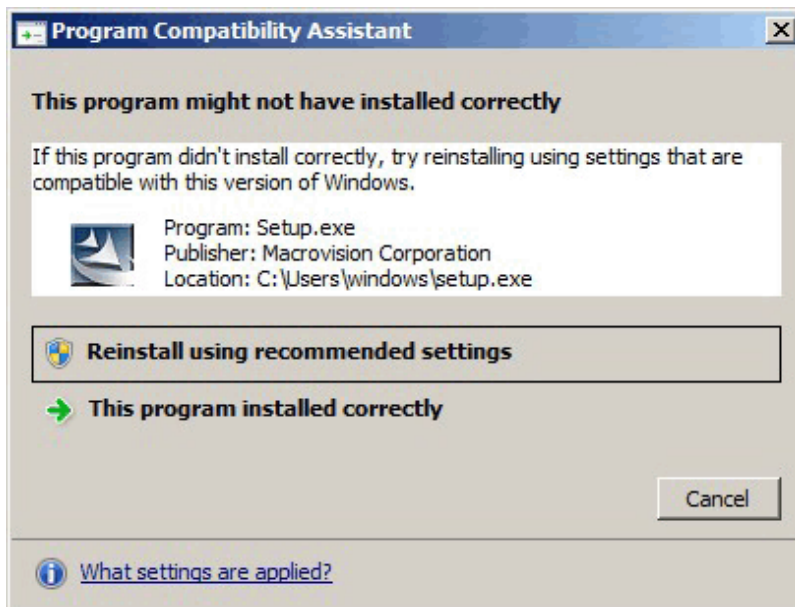 Program Compatibility Assistant
This program might not have installed correctly
If this program didn't install correctly, try reinstalling using settings that are
compatible with this version of Windows.
Program: Setup.exe
Publisher: Macrovision Corporation
Location: C:\Users\windows\setup.exe
Reinstall using recommended settings
This program installed correctly
Cancel
What settings are applied?